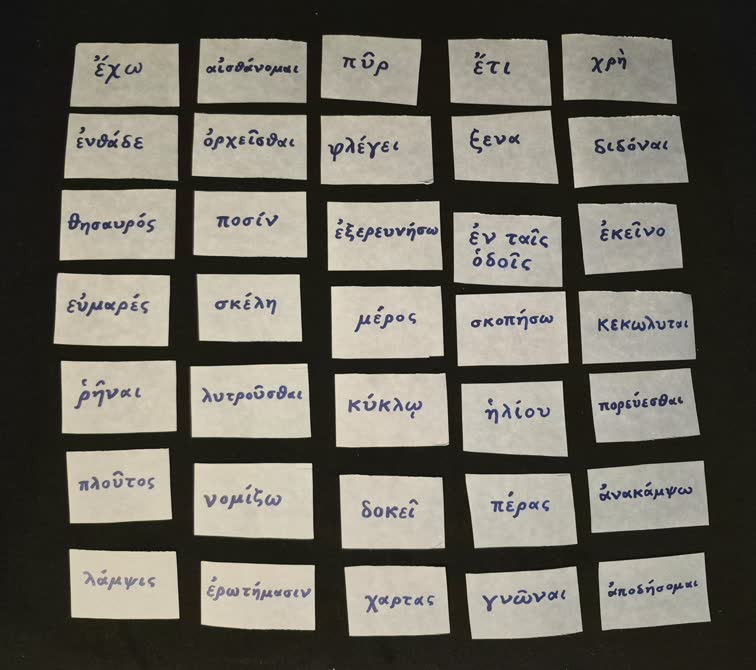 ἔχω
αἰσθάνομαι
πῦρ
ἔτι
χρὴ
ἐνθάδε
ὀρχεῖσθαι
φλέγει
ξενα
διδόναι
θησαυρός
ποσίν
ἐξερευνήσω
ἐν ταῖς
ὁδοῖς
ἐκεῖνο
εὐμαρές
σκέλη
μέρος
σκοπήσω
κεκωλυται
ῥῆναι
λυτροῦσθαι
κύκλῳ
ἡλίου
πορεύεσθαι
πλοῦτος
νομίζω
δοκεῖ
πέρας
ἀνακάμψω
λάμψις
ἐρωτήμασιν
χαρτας
γνῶναι
ἀποδήσομαι